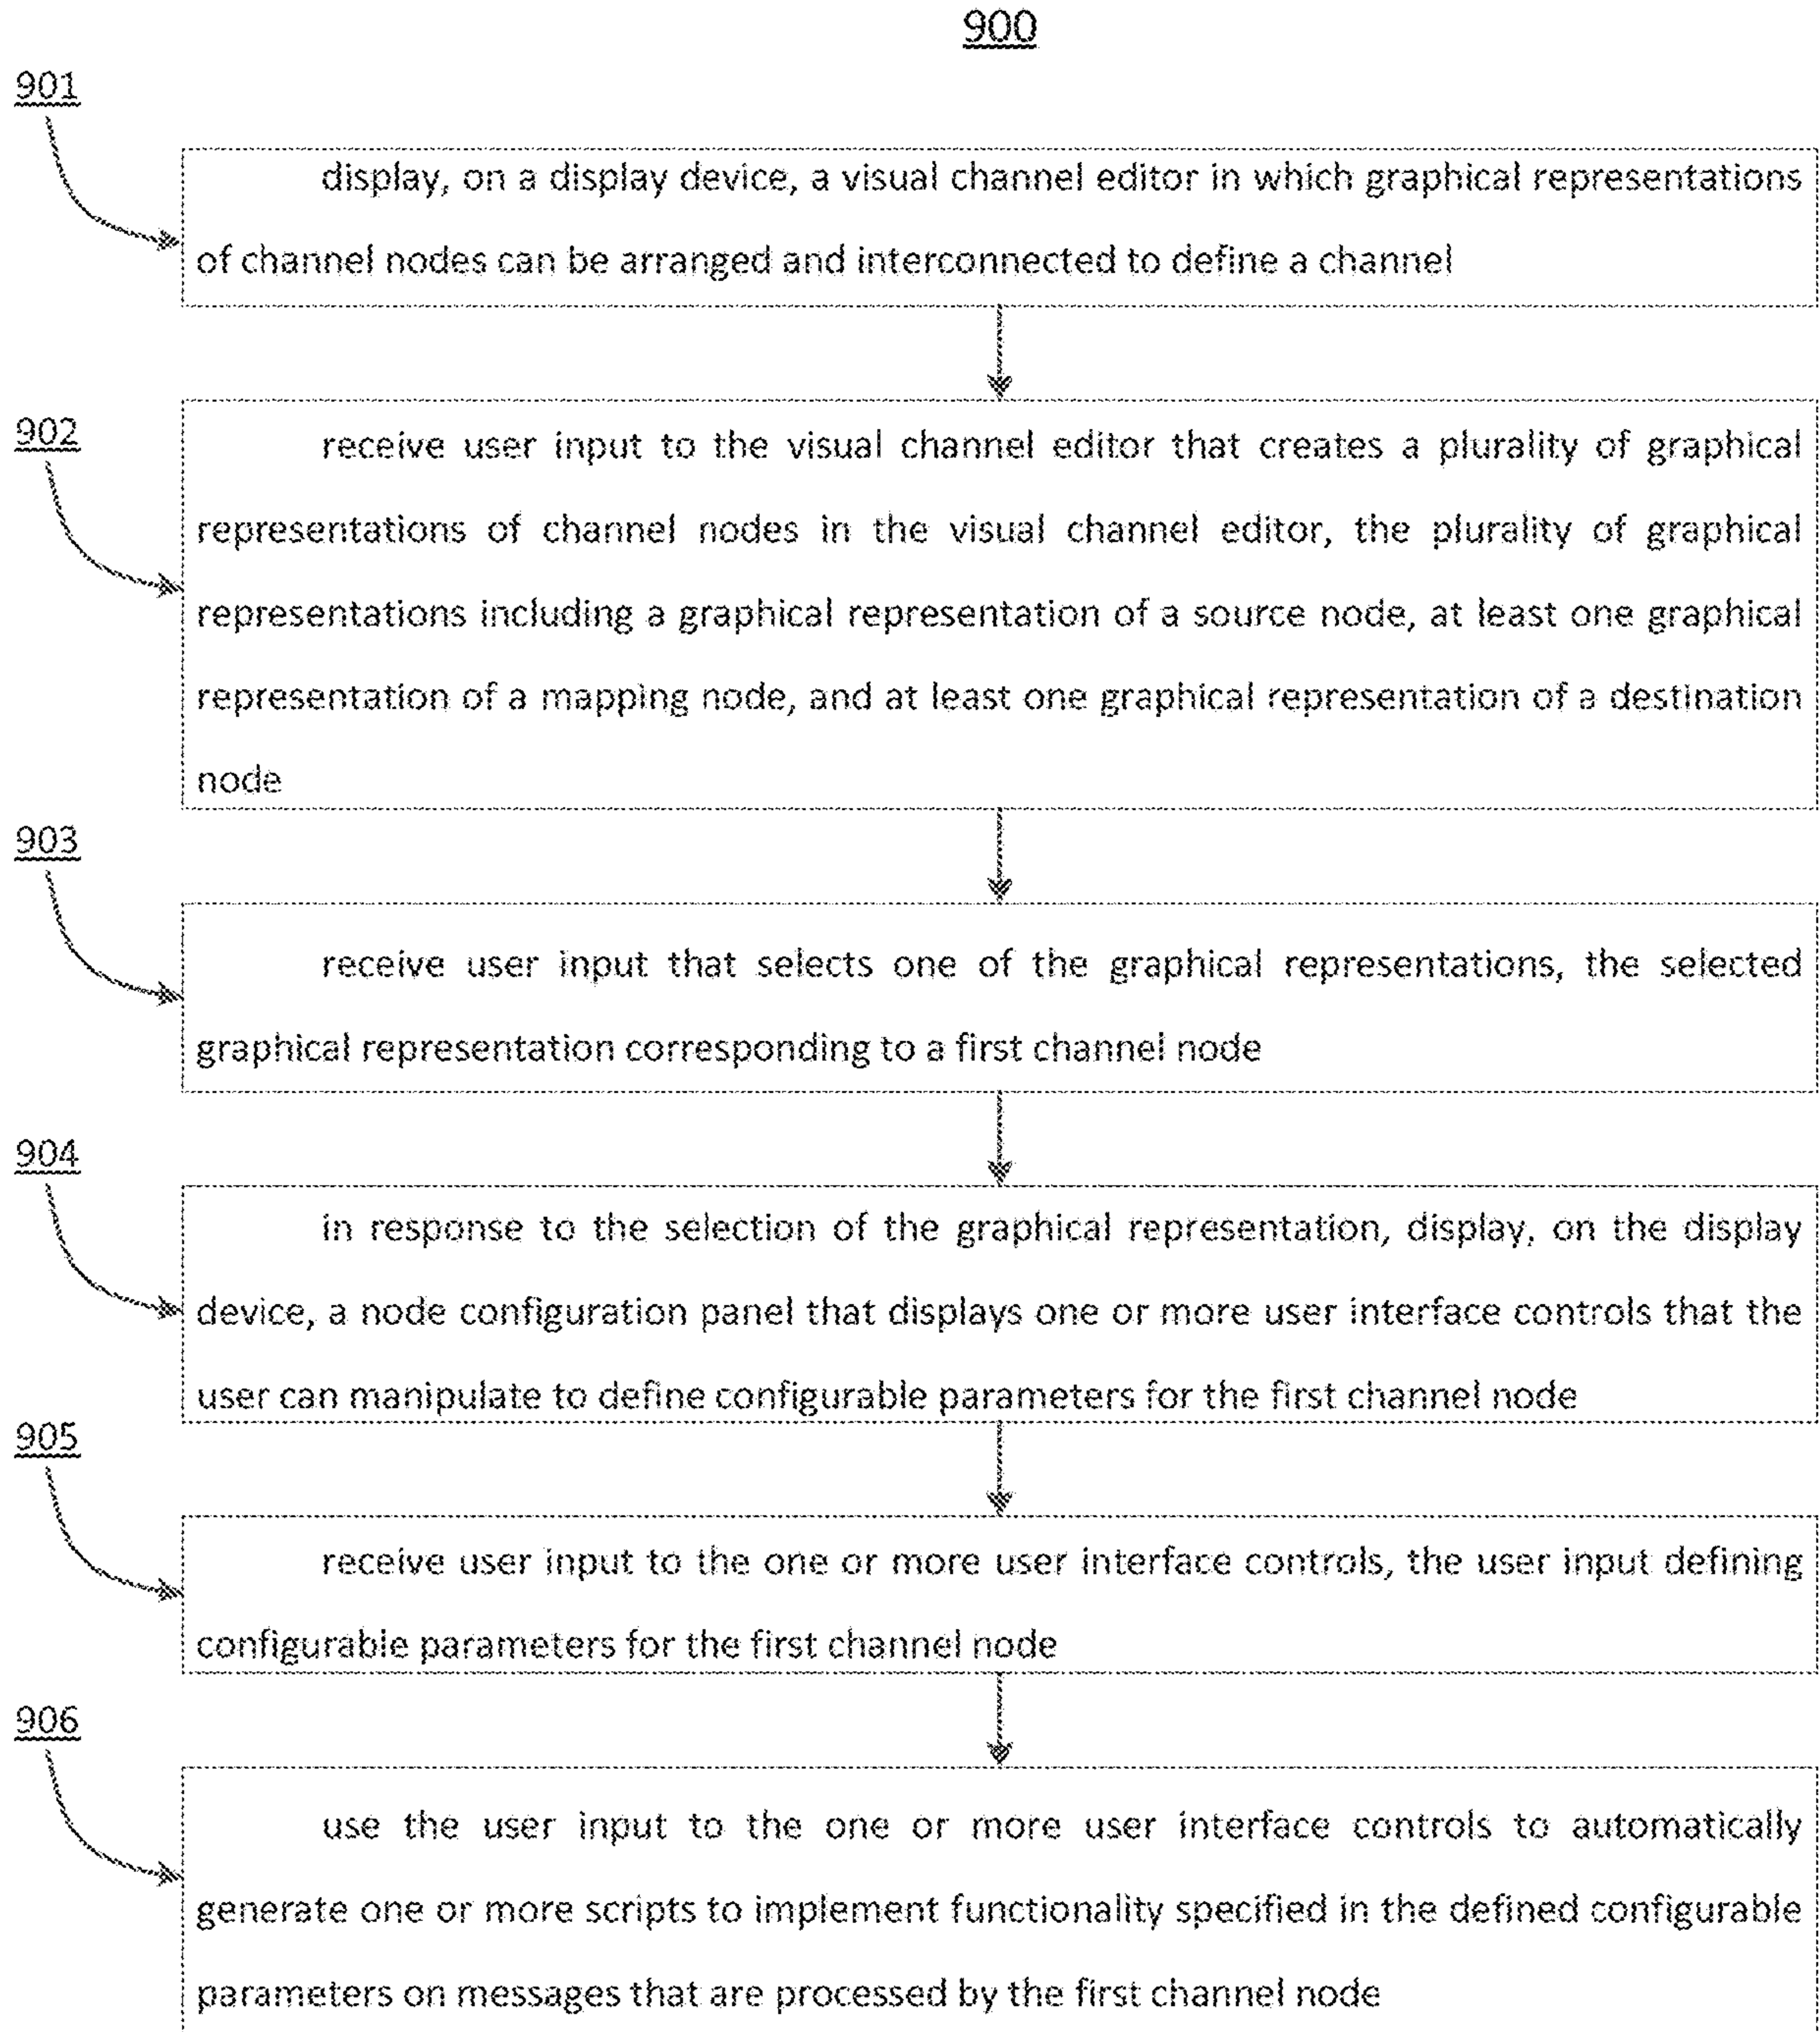 900
901
display, on a display device, a visual channel editor in which graphical representations
of channel nodes can be arranged and interconnected to define a channel
902
receive user input to the visual channel editor that creates a plurality of graphical
representations of channel nodes in the visual channel editor, the plurality of graphical
representations including a graphical representation of a source node, at least one graphical
representation of a mapping node, and at least one graphical representation of a destination
node
903
receive user input that selects one of the graphical representations, the selected
graphical representation corresponding to a first channel node
904
in response to the selection of the graphical representation, display, on the display
device, a node configuration panel that displays one or more user interface controls that the
user can manipulate to define configurable parameters for the first channel node
905
receive user input to the one or more user interface controls, the user input defining
configurable parameters for the first channel node
906
use the user input to the one or more user interface controls to automatically
generate one or more scripts to implement functionality specified in the defined configurable
parameters on messages that are processed by the first channel node